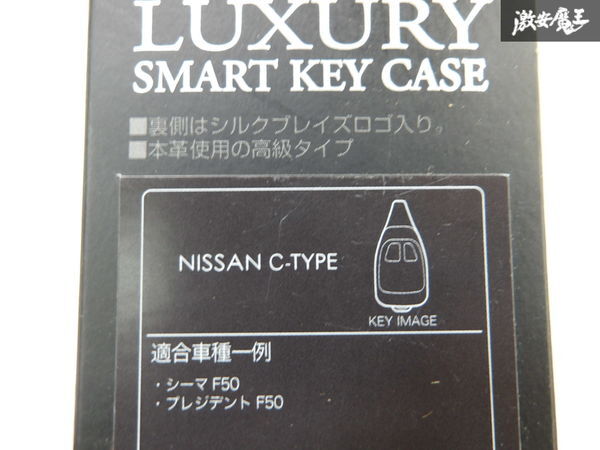 激安魔王
LUXURY
SMART KEY CASE
■裏側はシルクブレイズロゴ入り。
■本革使用の高級タイプ
NISSAN C-TYPE
KEY IMAGE
適合車種一例
・シーマ F50
・プレジデント F50